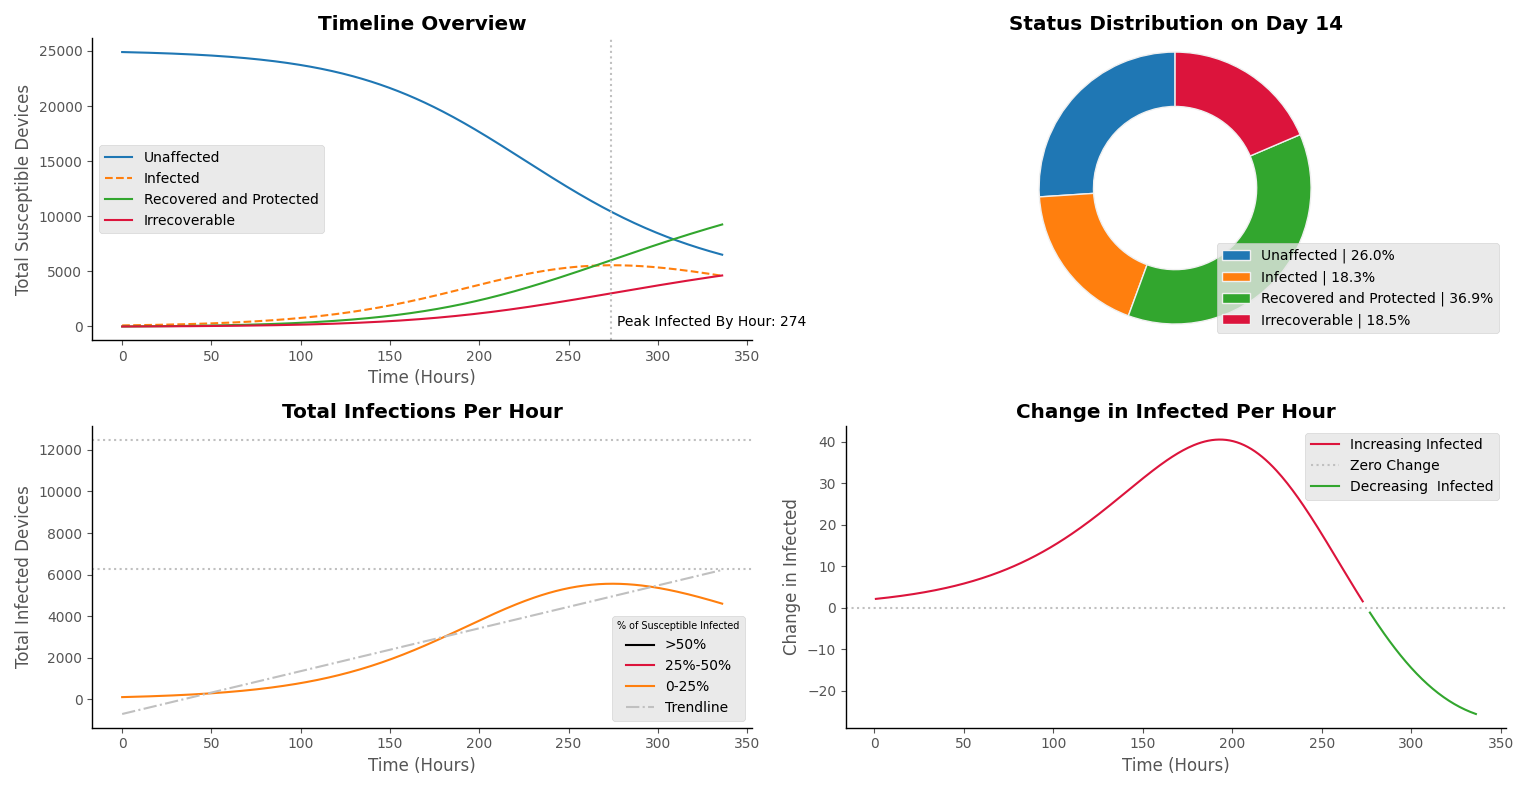 Timeline Overview
Total Susceptible Devices
25000
20000
15000
10000
5000
0
Unaffected
Infected
Recovered and Protected
Irrecoverable
Peak Infected By Hour: 274
0 50 100 150 200 250 300 350
Time (Hours)
Status Distribution on Day 14
Unaffected | 26.0%
Infected | 18.3%
Recovered and Protected | 36.9%
Irrecoverable | 18.5%
Total Infections Per Hour
Total Infected Devices
12000
10000
8000
6000
4000
2000
0
% of Susceptible Infected
>50%
25%-50%
0-25%
Trendline
0 50 100 150 200 250 300 350
Time (Hours)
Change in Infected Per Hour
Change in Infected
40
30
20
10
0
−10
−20
Increasing Infected
Zero Change
Decreasing  Infected
0 50 100 150 200 250 300 350
Time (Hours)